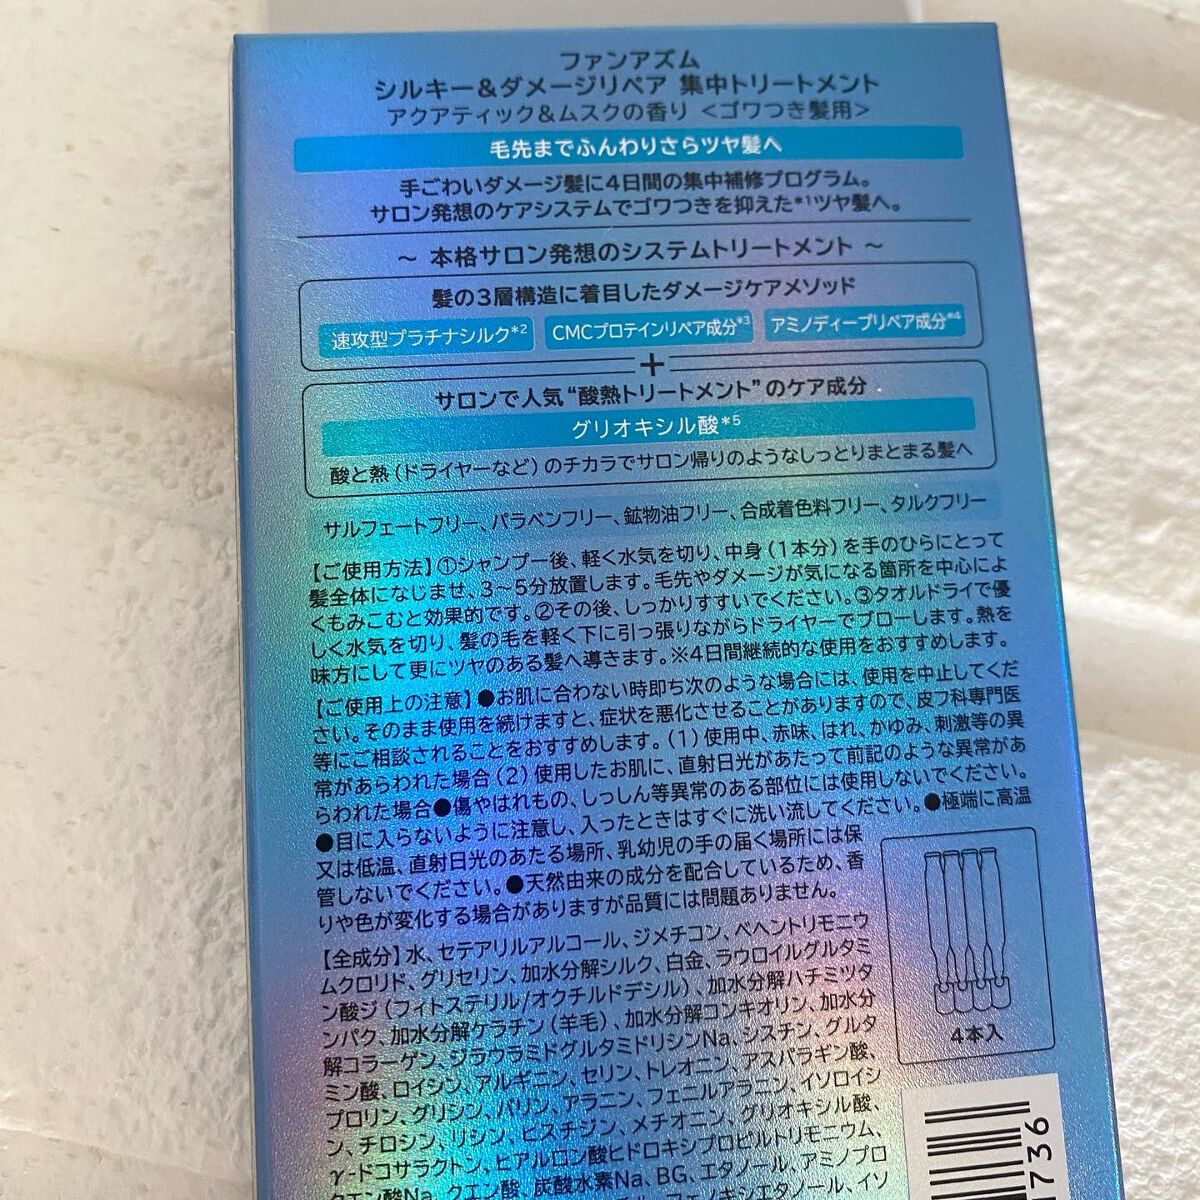 ファンアズム
シルキー&ダメージリペア 集中トリートメント
アクアティック&ムスクの香り <ゴワつき髪用>
毛先までふんわりさらツヤ髪へ
手ごわいダメージ髪に4日間の集中補修プログラム。
サロン発想のケアシステムでゴワつきを抑えた*1ツヤ髪へ。
～ 本格サロン発想のシステムトリートメント ～
髪の3層構造に着目したダメージケアメソッド
速攻型プラチナシルク*2 CMCプロテインリペア成分*3 アミノディープリペア成分*4
+
サロンで人気“酸熱トリートメント”のケア成分
グリオキシル酸*5
酸と熱(ドライヤーなど)のチカラでサロン帰りのようなしっとりまとまる髪へ
サルフェートフリー、パラベンフリー、鉱物油フリー、合成着色料フリー、タルクフリー
【ご使用方法】①シャンプー後、軽く水気を切り、中身(1本分)を手のひらにとって
髪全体になじませ、3～5分放置します。毛先やダメージが気になる箇所を中心によ
くもみこむと効果的です。②その後、しっかりすすいでください。③タオルドライで優
しく水気を切り、髪の毛を軽く下に引っ張りながらドライヤーでブローします。熱を
味方にして更にツヤのある髪へ導きます。※4日間継続的な使用をおすすめします。
【ご使用上の注意】●お肌に合わない時即ち次のような場合には、使用を中止してくだ
さい。そのまま使用を続けますと、症状を悪化させることがありますので、皮フ科専門医
等にご相談されることをおすすめします。(1)使用中、赤味、はれ、かゆみ、刺激等の異
常があらわれた場合(2)使用したお肌に、直射日光があたって前記のような異常があ
らわれた場合●傷やはれもの、しっしん等異常のある部位には使用しないでください。
●目に入らないように注意し、入ったときはすぐに洗い流してください。●極端に高温
又は低温、直射日光のあたる場所、乳幼児の手の届く場所には保
管しないでください。●天然由来の成分を配合しているため、香
りや色が変化する場合がありますが品質には問題ありません。
【全成分】水、セテアリルアルコール、ジメチコン、ベヘントリモニウ
ムクロリド、グリセリン、加水分解シルク、白金、ラウロイルグルタミ
ン酸ジ(フィトステリル/オクチルドデシル)、加水分解ハチミツタ
ンパク、加水分解ケラチン(羊毛)、加水分解コンキオリン、加水分
解コラーゲン、ジラウラミドグルタミドリシンNa、シスチン、グルタ
ミン酸、ロイシン、アルギニン、セリン、トレオニン、アスパラギン酸、
プロリン、グリシン、バリン、アラニン、フェニルアラニン、イソロイシ
ン、チロシン、リシン、ヒスチジン、メチオニン、グリオキシル酸、
γ-ドコサラクトン、ヒアルロン酸ヒドロキシプロピルトリモニウム、
クエン酸Na、クエン酸、炭酸水素Na、BG、エタノール、アミノプロ
フェノキシエタノール、イソ
4本入
736